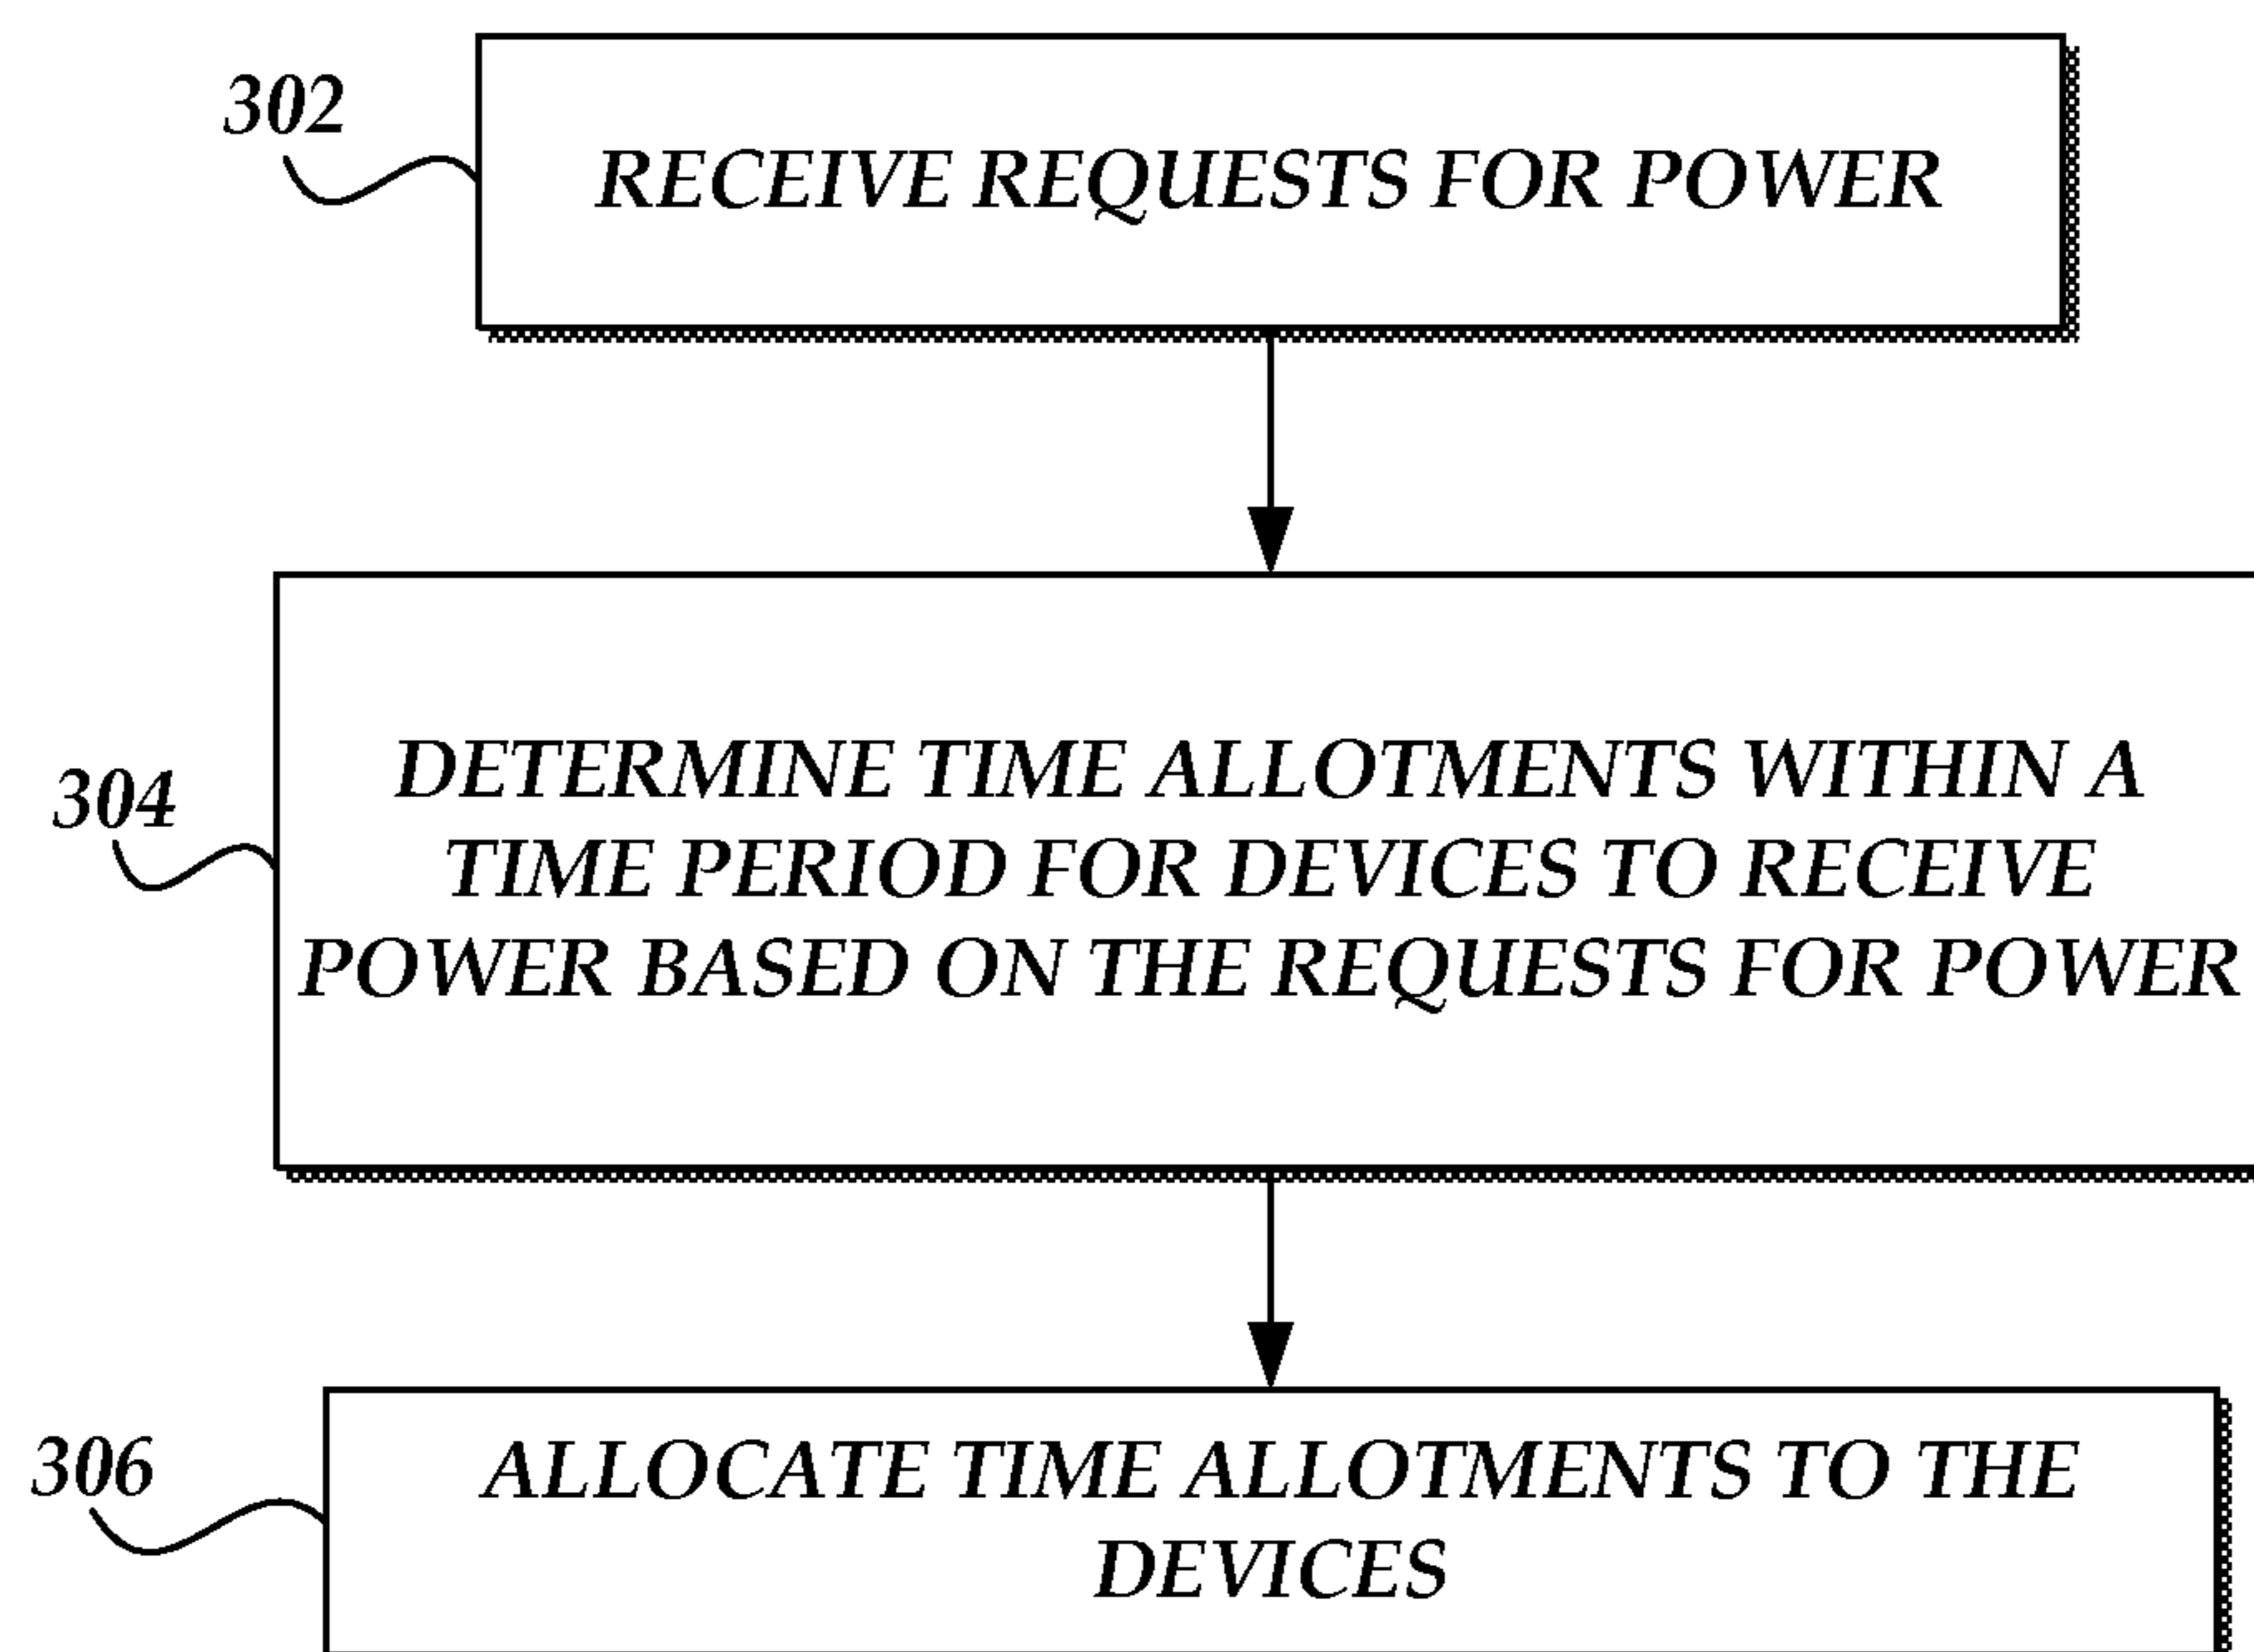 302
RECEIVE REQUESTS FOR POWER
DETERMINE TIME ALLOTMENTS WITHIN A
304
TIME PERIOD FOR DEVICES TO RECEIVE
POWER BASED ON THE REQUESTS FOR POWER
306
ALLOCATE TIME ALLOTMENTS TO THE
DEVICES